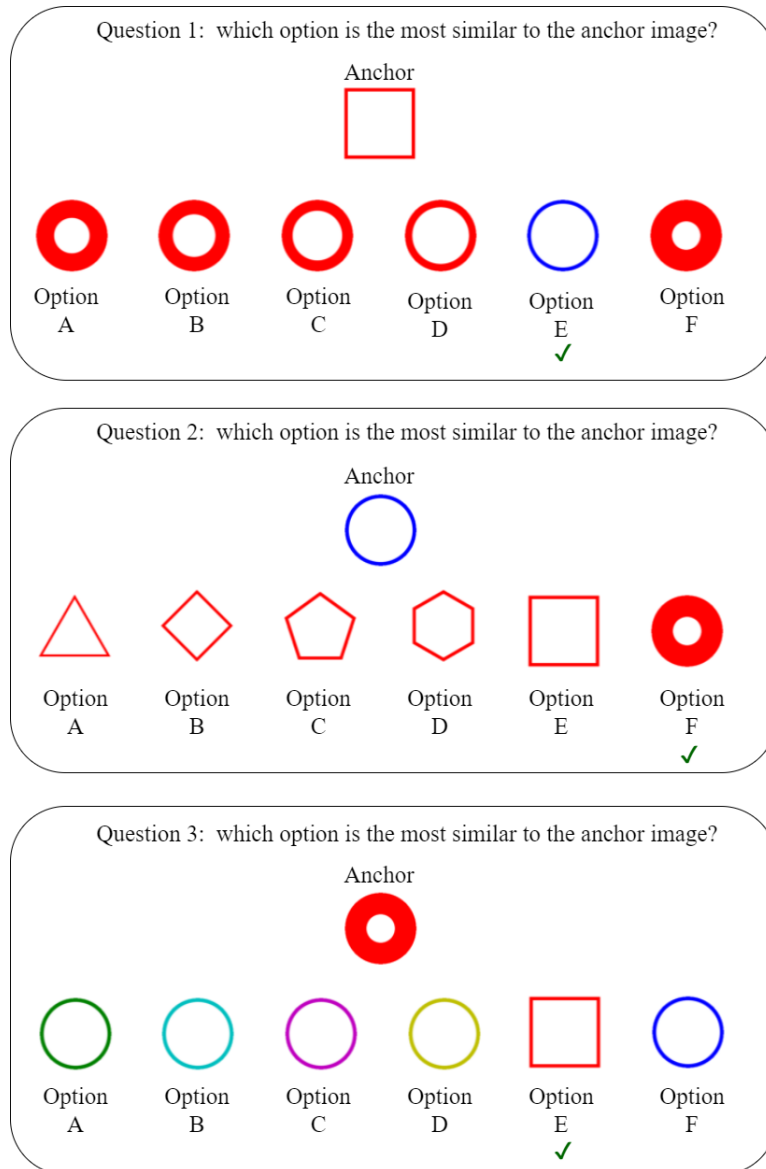 Question 1:  which option is the most similar to the anchor image?
Anchor
Option Option Option Option Option Option
A B C D E F
✓
Question 2:  which option is the most similar to the anchor image?
Anchor
Option Option Option Option Option Option
A B C D E F
✓
Question 3:  which option is the most similar to the anchor image?
Anchor
Option Option Option Option Option Option
A B C D E F
✓